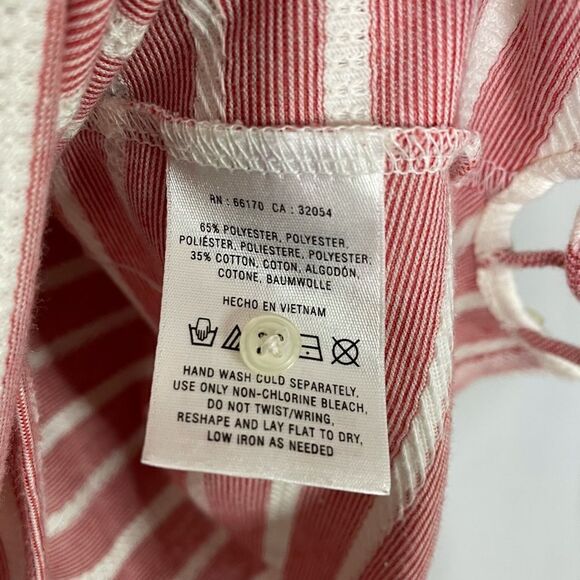 RN : 66170 CA : 32054
65% POLYESTER, POLYESTER,
POLIÉSTER, POLIESTERE, POLYESTER;
35% COTTON, COTON, ALGODÓN,
COTONE, BAUMWOLLE
HECHO EN VIETNAM
HAND WASH COLD SEPARATELY.
USE ONLY NON-CHLORINE BLEACH,
DO NOT TWIST/WRING,
RESHAPE AND LAY FLAT TO DRY,
LOW IRON AS NEEDED